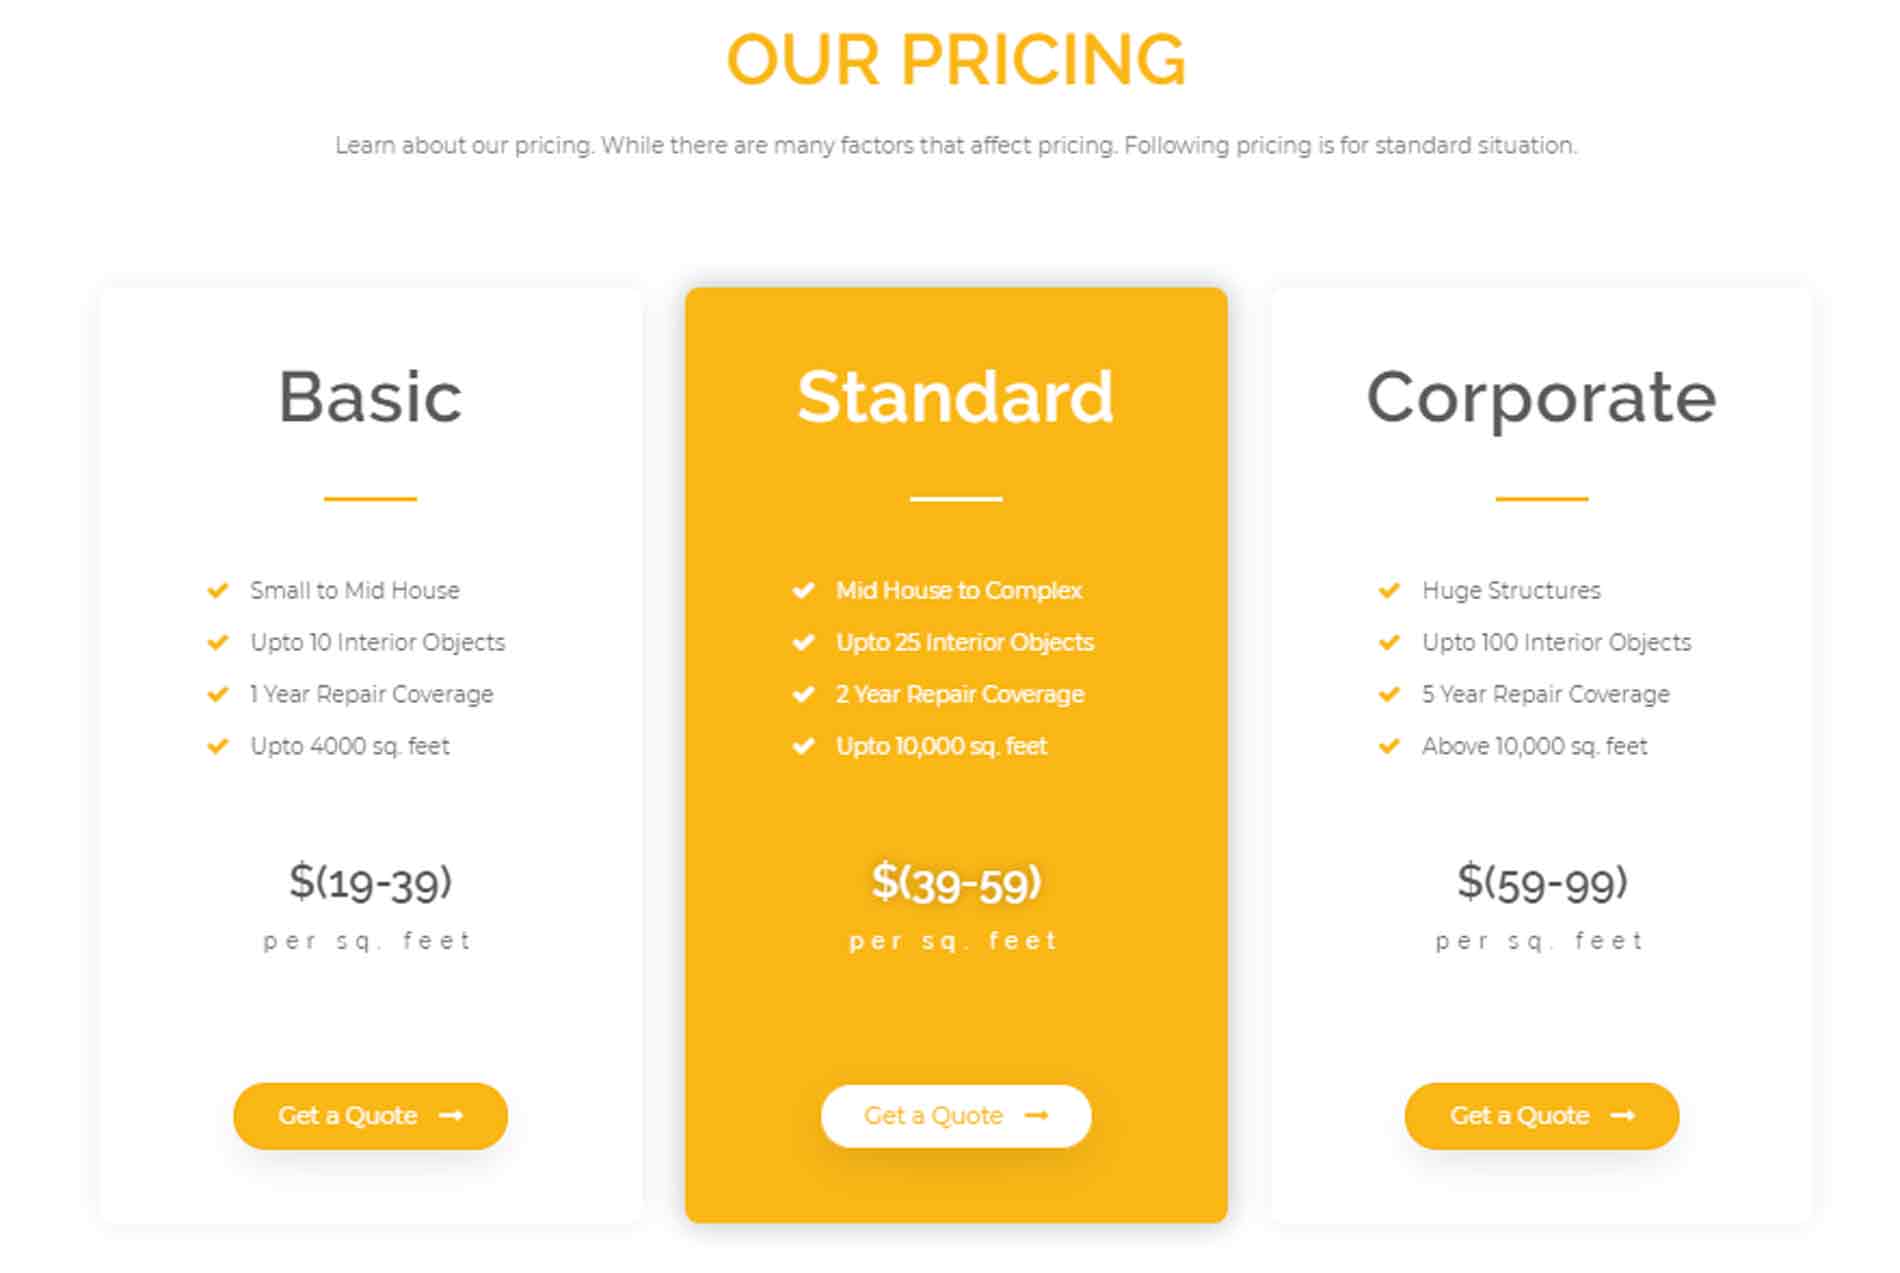 OUR PRICING
Learn about our pricing. While there are many factors that affect pricing. Following pricing is for standard situation.
Basic
Small to Mid House
Upto 10 Interior Objects
1 Year Repair Coverage
Upto 4000 sq. feet
$(19-39)
per sq. feet
Get a Quote
Standard
Mid House to Complex
Upto 25 Interior Objects
2 Year Repair Coverage
Upto 10,000 sq. feet
$(39-59)
per sq. feet
Get a Quote
Corporate
Huge Structures
Upto 100 Interior Objects
5 Year Repair Coverage
Above 10,000 sq. feet
$(59-99)
per sq. feet
Get a Quote